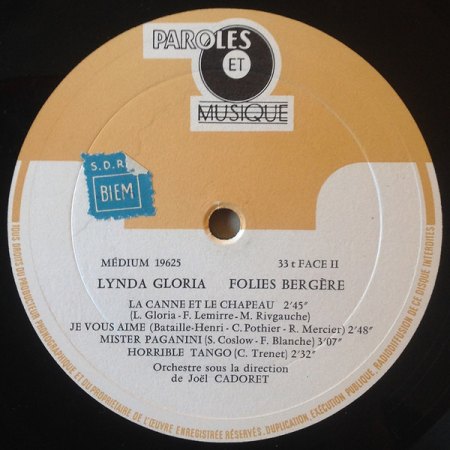 PAROLES
ET
MUSIQUE
S.D.R.
BIEM
MÉDIUM 19625 33 t FACE II
LYNDA GLORIA FOLIES BERGÈRE
LA CANNE ET LE CHAPEAU 2'45"
(L. Gloria - F. Lemirre - M. Rivgauche)
JE VOUS AIME (Bataille-Henri - C. Pothier - R. Mercier) 2'48"
MISTER PAGANINI (S. Coslow - F. Blanche) 3'07"
HORRIBLE TANGO (C. Trenet) 2'32"
Orchestre sous la direction
de Joël CADORET
TOUS DROITS DU PRODUCTEUR PHONOGRAPHIQUE ET DU PROPRIÉTAIRE DE L'ŒUVRE ENREGISTRÉE RÉSERVÉS. DUPLICATION, EXÉCUTION PUBLIQUE, RADIODIFFUSION DE CE DISQUE INTERDITES